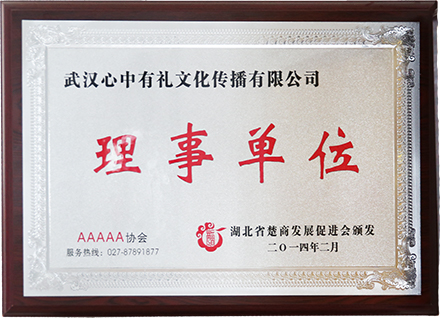 武汉心中有礼文化传播有限公司
理事单位
AAAAA协会
服务热线：027-87891877
湖北省楚商发展促进会颁发
二〇一四年二月